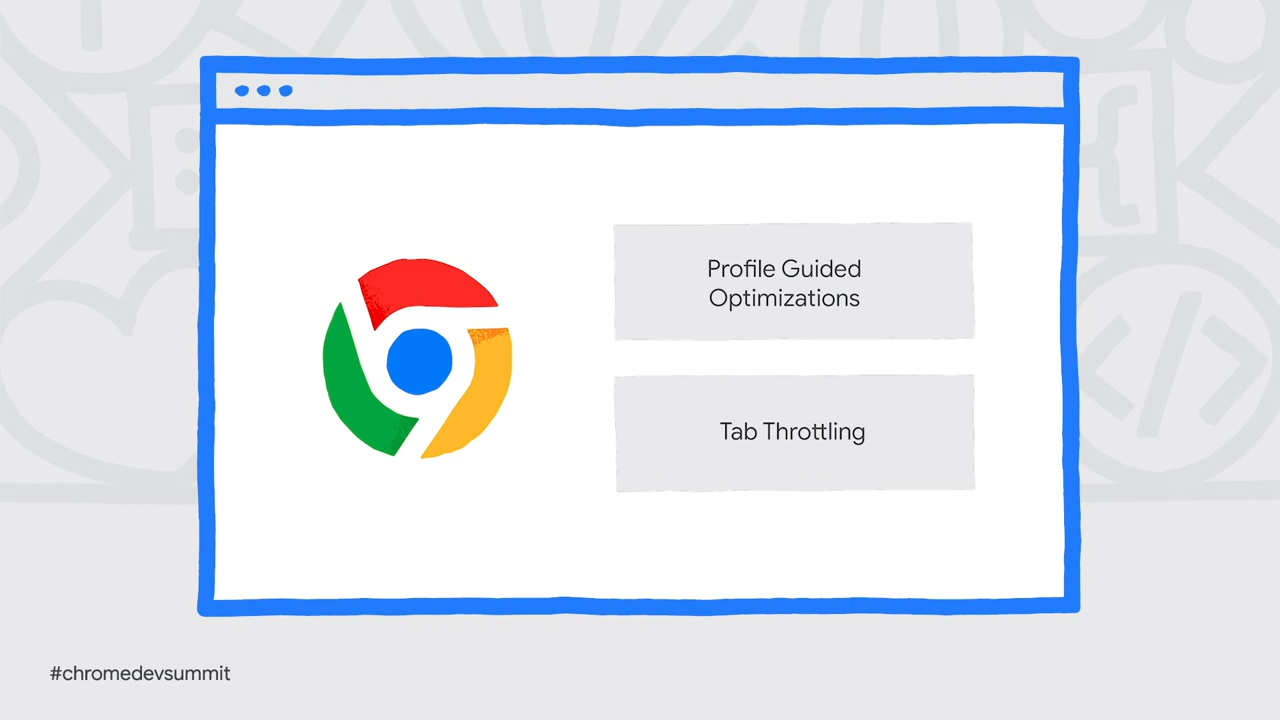 Profile Guided
Optimizations
Tab Throttling
#chromedevsummit